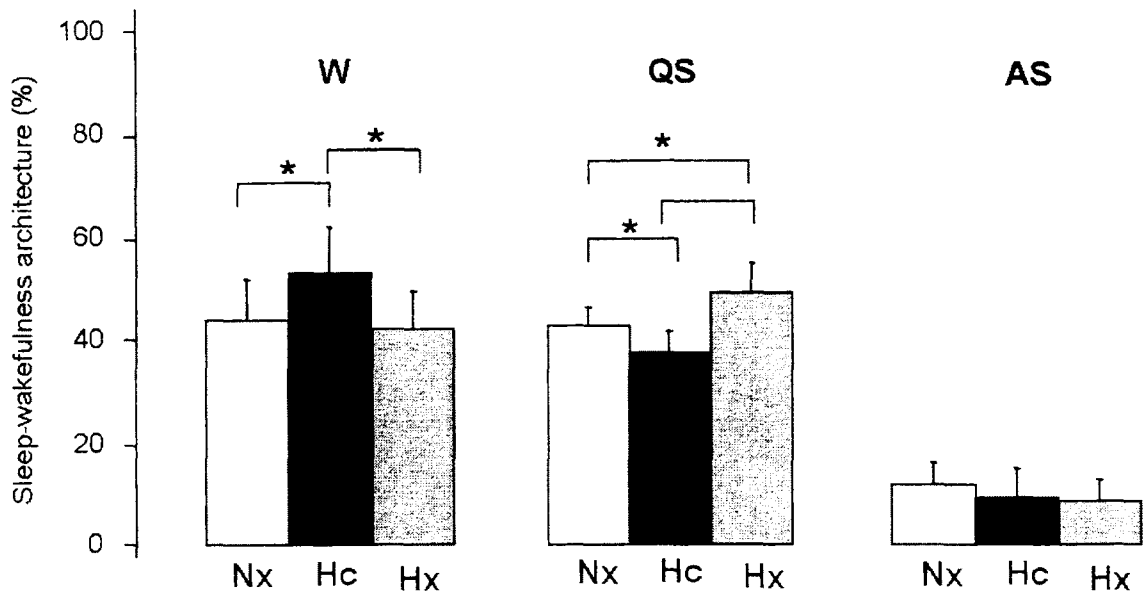 Sleep-wakefulness architecture (%)
100
80
60
40
20
0
W
QS
AS
*
*
*
*
Nx Hc Hx
Nx Hc Hx
Nx Hc Hx